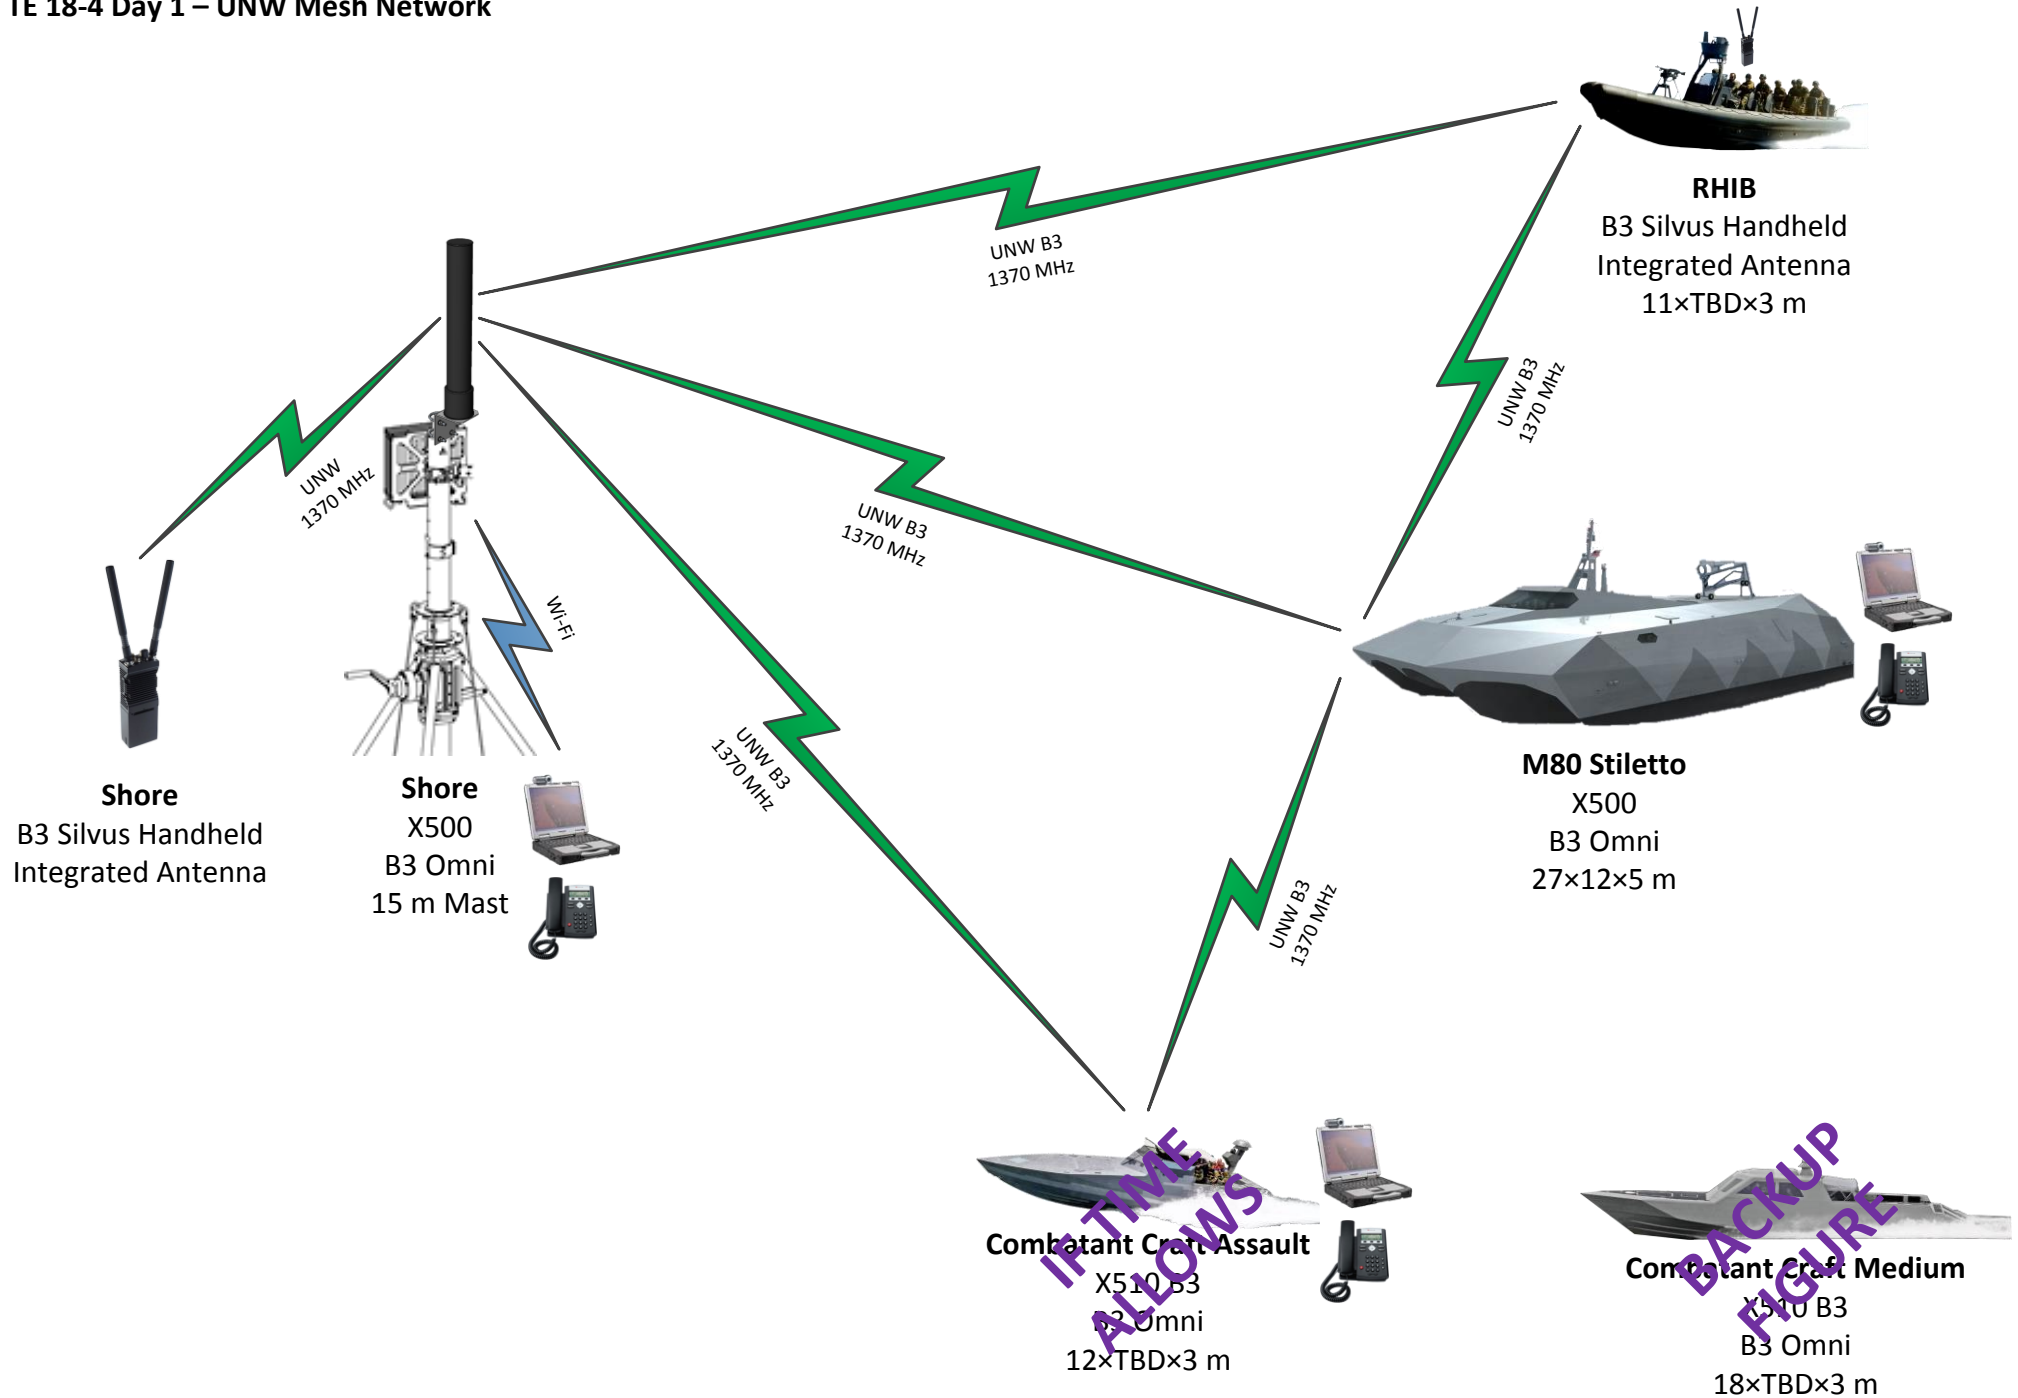 TE 18-4 Day 1 – UNW Mesh Network
RHIB
B3 Silvus Handheld
Integrated Antenna
11×TBD×3 m
UNW B3
1370 MHz
UNW B3
1370 MHz
UNW
1370 MHz
UNW B3
1370 MHz
Wi-Fi
UNW B3
1370 MHz
M80 Stiletto
X500
B3 Omni
27×12×5 m
Shore
B3 Silvus Handheld
Integrated Antenna
Shore
X500
B3 Omni
15 m Mast
UNW B3
1370 MHz
Combatant Craft Assault
X510 B3
B3 Omni
12×TBD×3 m
IF TIME
ALLOWS
Combatant Craft Medium
X510 B3
B3 Omni
18×TBD×3 m
BACKUP
FIGURE